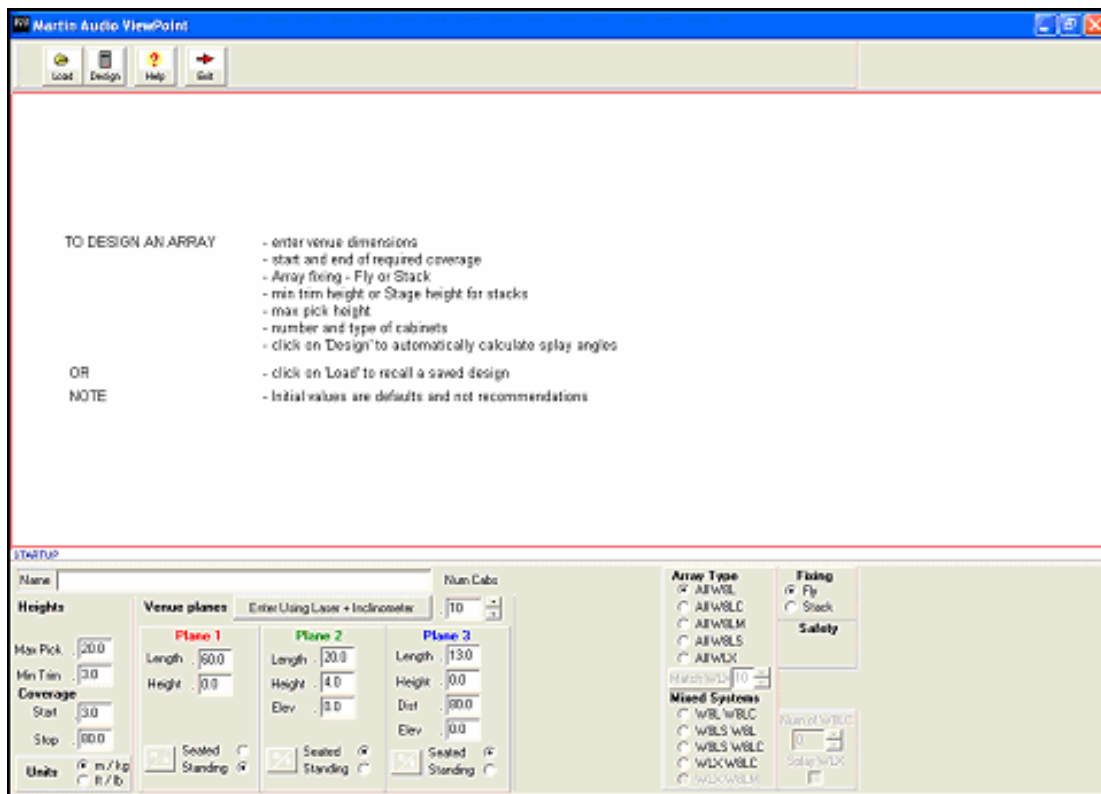 Martin Audio ViewPoint
Load Design Help Exit
TO DESIGN AN ARRAY - enter venue dimensions
- start and end of required coverage
- Array fixing - Fly or Stack
- min trim height or Stage height for stacks
- max pick height
- number and type of cabinets
- click on 'Design' to automatically calculate splay angles
OR - click on 'Load' to recall a saved design
NOTE - Initial values are defaults and not recommendations
STARTUP
Name Num Cabs
Heights
Max Pick 20.0
Min Trim 3.0
Coverage
Start 3.0
Stop 80.0
Units m / kg
ft / lb
Venue planes Enter Using Laser + Inclinometer 10
Plane 1
Length 60.0
Height 0.0
Seated
Standing
Plane 2
Length 20.0
Height 4.0
Elev 0.0
Seated
Standing
Plane 3
Length 13.0
Height 0.0
Dist 80.0
Elev 0.0
Seated
Standing
Array Type
All W8L
All W8LC
All W8LM
All W8LS
All WLX
Match WLX 10
Mixed Systems
W8L W8LC
W8LS W8L
W8LS W8LC
WLX W8LC
WLX W8LM
Fixing
Fly
Stack
Safety
Num of W8LC
0
Splay WLX